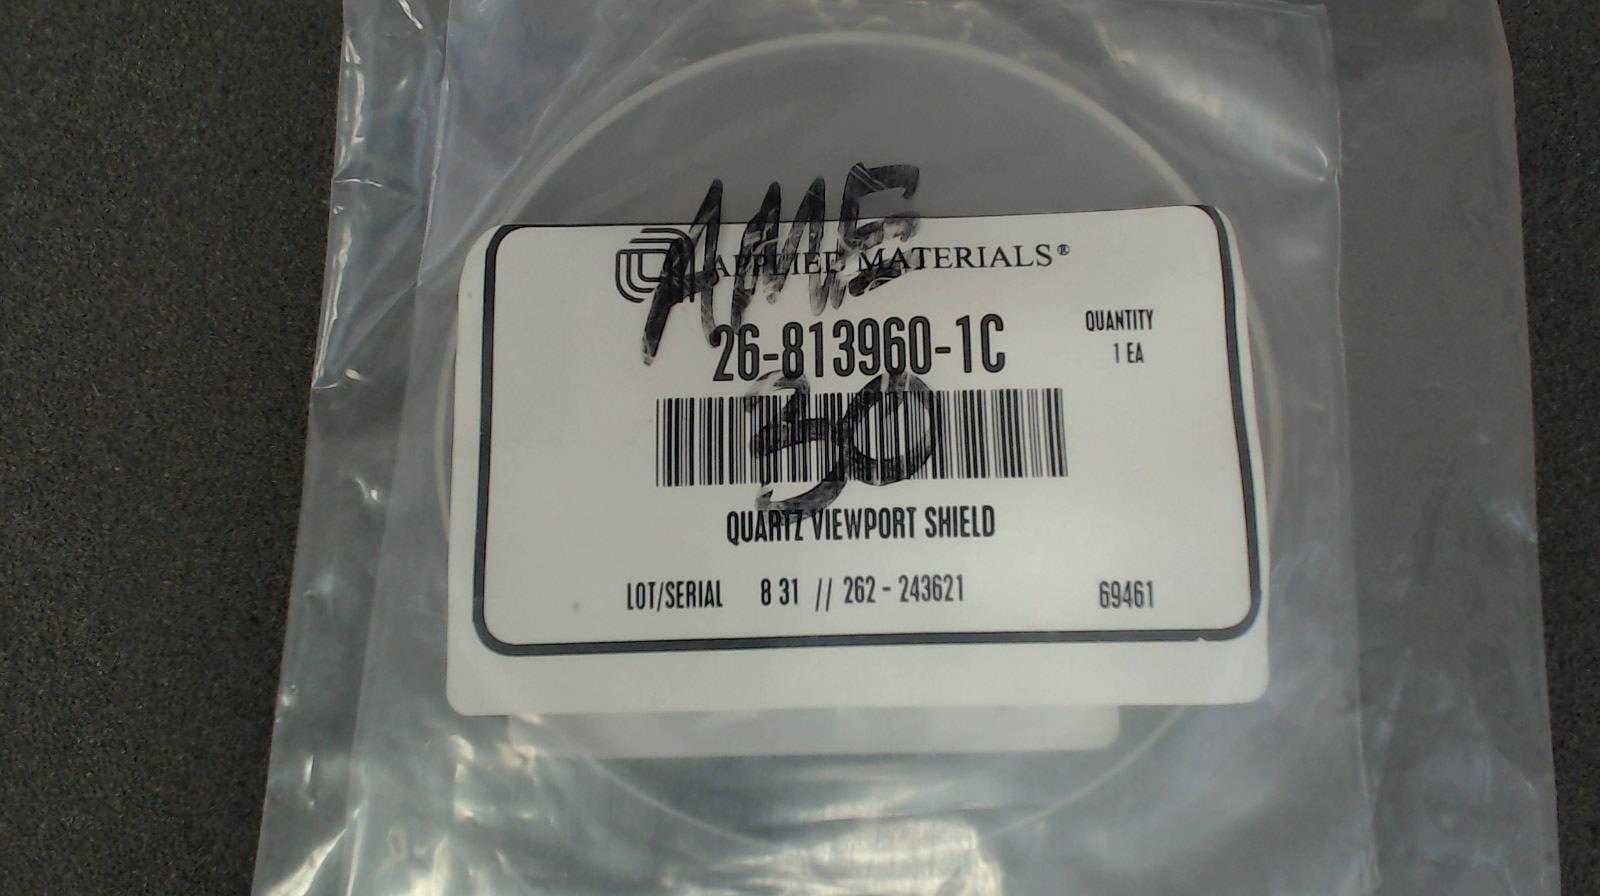 AME
APPLIED MATERIALS®
26-813960-1C
QUANTITY
1 EA
30
QUARTZ VIEWPORT SHIELD
LOT/SERIAL 8 31 // 262 - 243621 69461